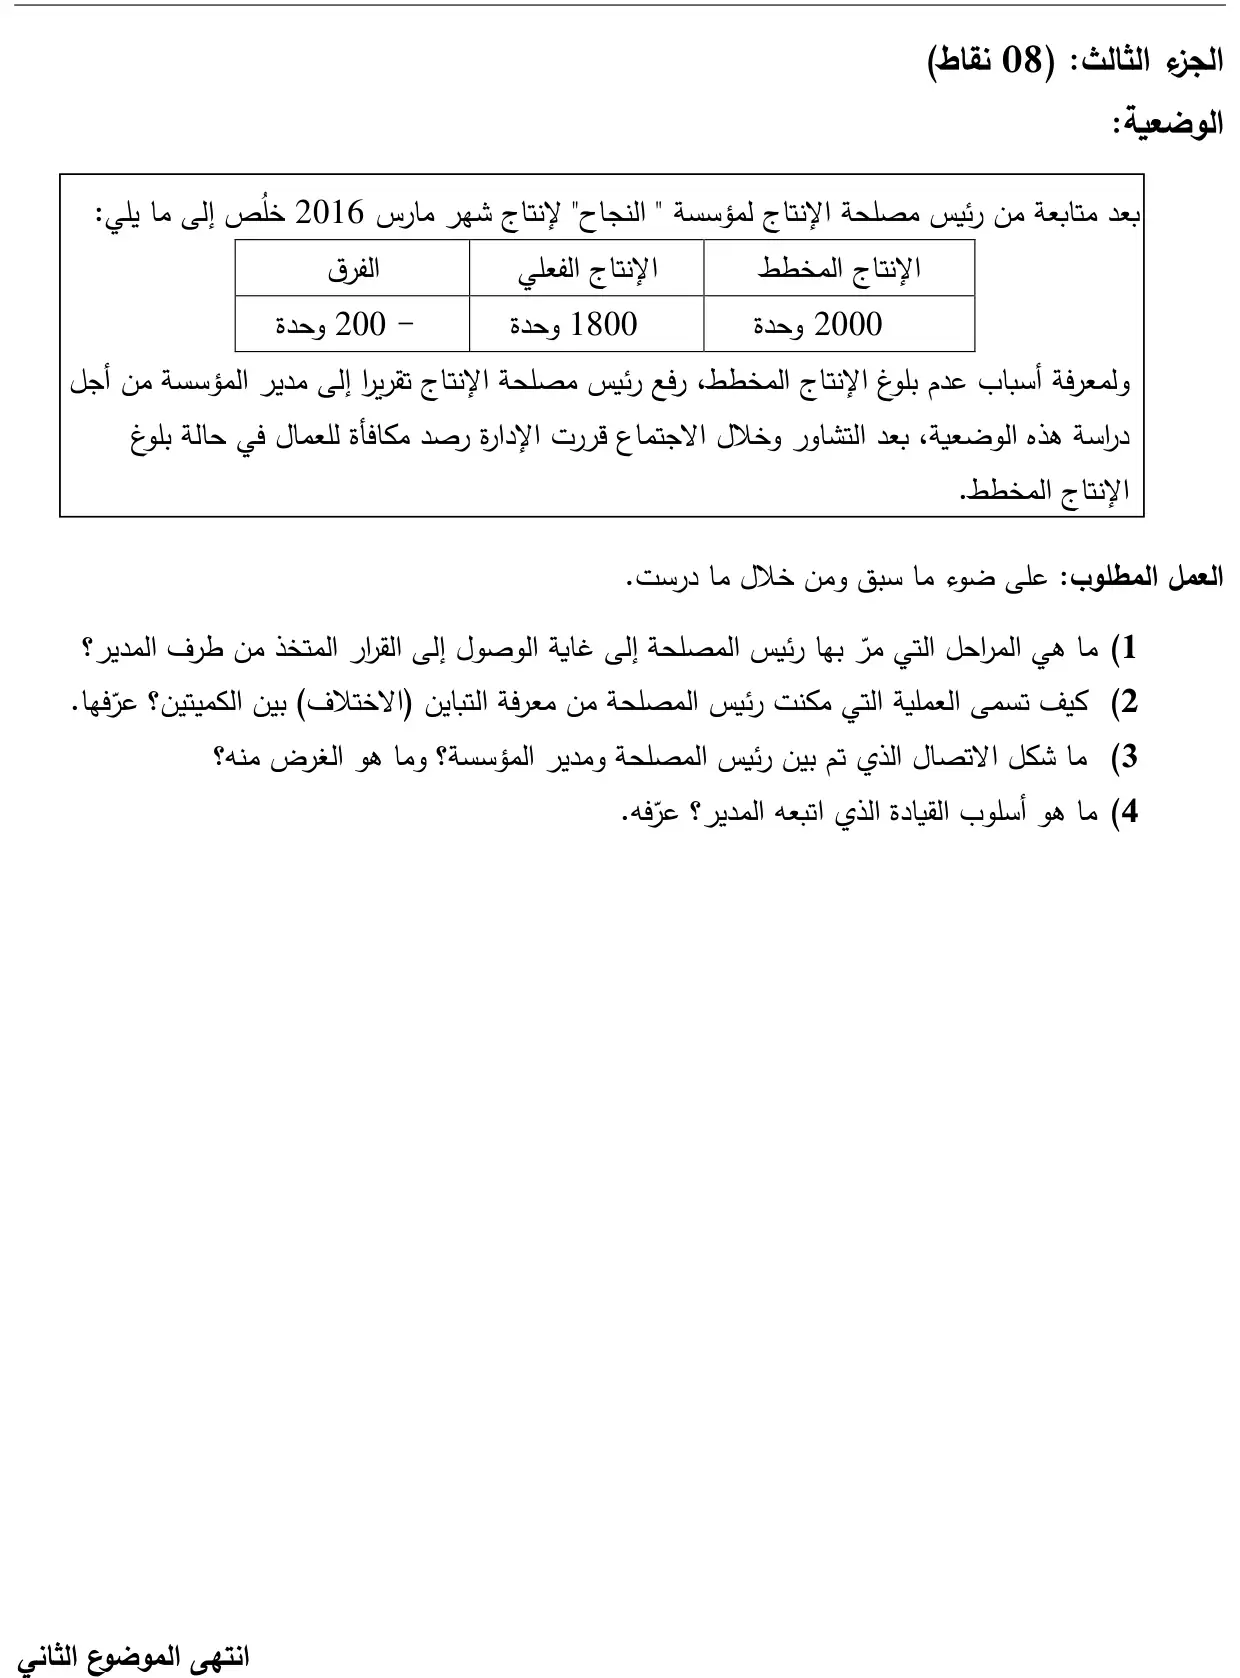 الجزء الثالث: (08 نقاط)
الوضعية:
بعد متابعة من رئيس مصلحة الإنتاج لمؤسسة " النجاح" لإنتاج شهر مارس 2016 خلُص إلى ما يلي:
الإنتاج المخطط الإنتاج الفعلي الفرق
2000 وحدة 1800 وحدة - 200 وحدة
ولمعرفة أسباب عدم بلوغ الإنتاج المخطط، رفع رئيس مصلحة الإنتاج تقريرا إلى مدير المؤسسة من أجل
دراسة هذه الوضعية، بعد التشاور وخلال الاجتماع قررت الإدارة رصد مكافأة للعمال في حالة بلوغ
الإنتاج المخطط.
العمل المطلوب: على ضوء ما سبق ومن خلال ما درست.
1) ما هي المراحل التي مرّ بها رئيس المصلحة إلى غاية الوصول إلى القرار المتخذ من طرف المدير؟
2) كيف تسمى العملية التي مكنت رئيس المصلحة من معرفة التباين (الاختلاف) بين الكميتين؟ عرّفها.
3) ما شكل الاتصال الذي تم بين رئيس المصلحة ومدير المؤسسة؟ وما هو الغرض منه؟
4) ما هو أسلوب القيادة الذي اتبعه المدير؟ عرّفه.
انتهى الموضوع الثاني